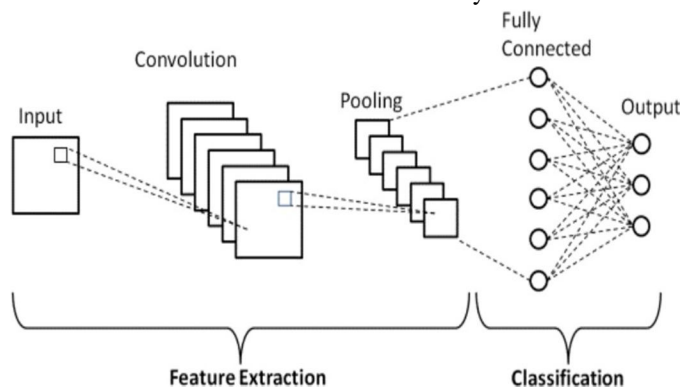 Fully
Connected
Convolution
Pooling
Input
Output
Feature Extraction
Classification